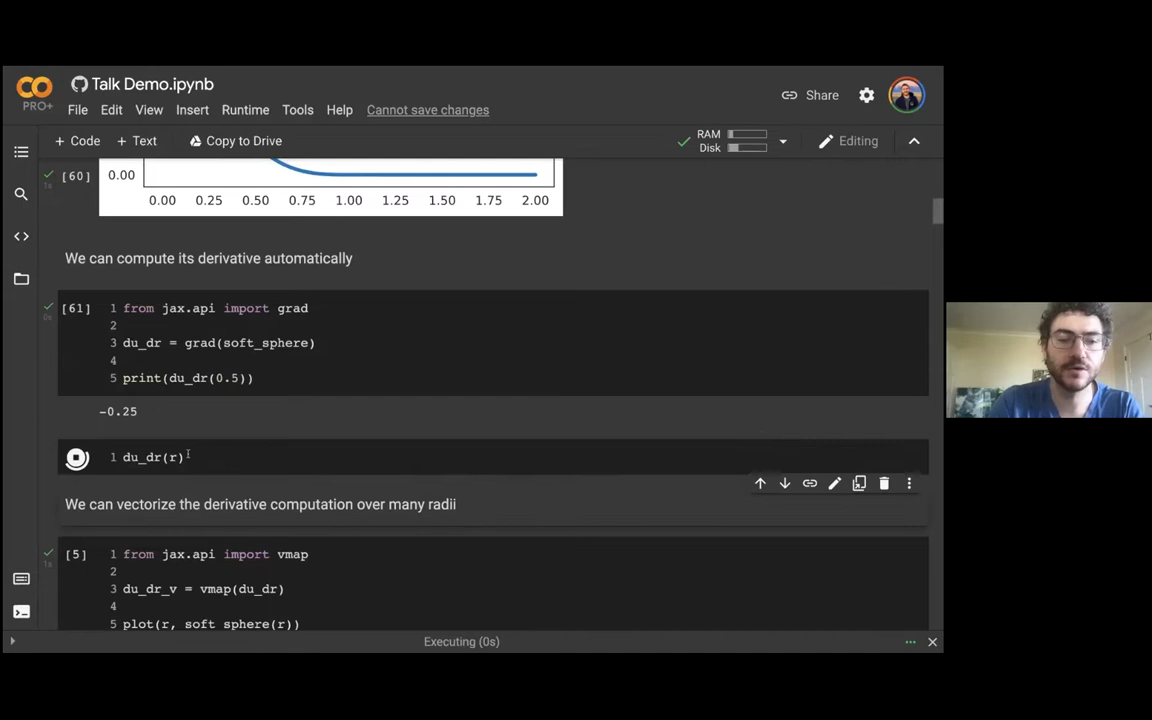 Talk Demo.ipynb
PRO+
File Edit View Insert Runtime Tools Help Cannot save changes
Share
+ Code + Text Copy to Drive
RAM
Disk
Editing
[60]
1s
0.00
0.00 0.25 0.50 0.75 1.00 1.25 1.50 1.75 2.00
We can compute its derivative automatically
[61]
0s
1 from jax.api import grad
2
3 du_dr = grad(soft_sphere)
4
5 print(du_dr(0.5))
-0.25
1 du_dr(r)
We can vectorize the derivative computation over many radii
[5]
1s
1 from jax.api import vmap
2
3 du_dr_v = vmap(du_dr)
4
5 plot(r, soft_sphere(r))
Executing (0s)